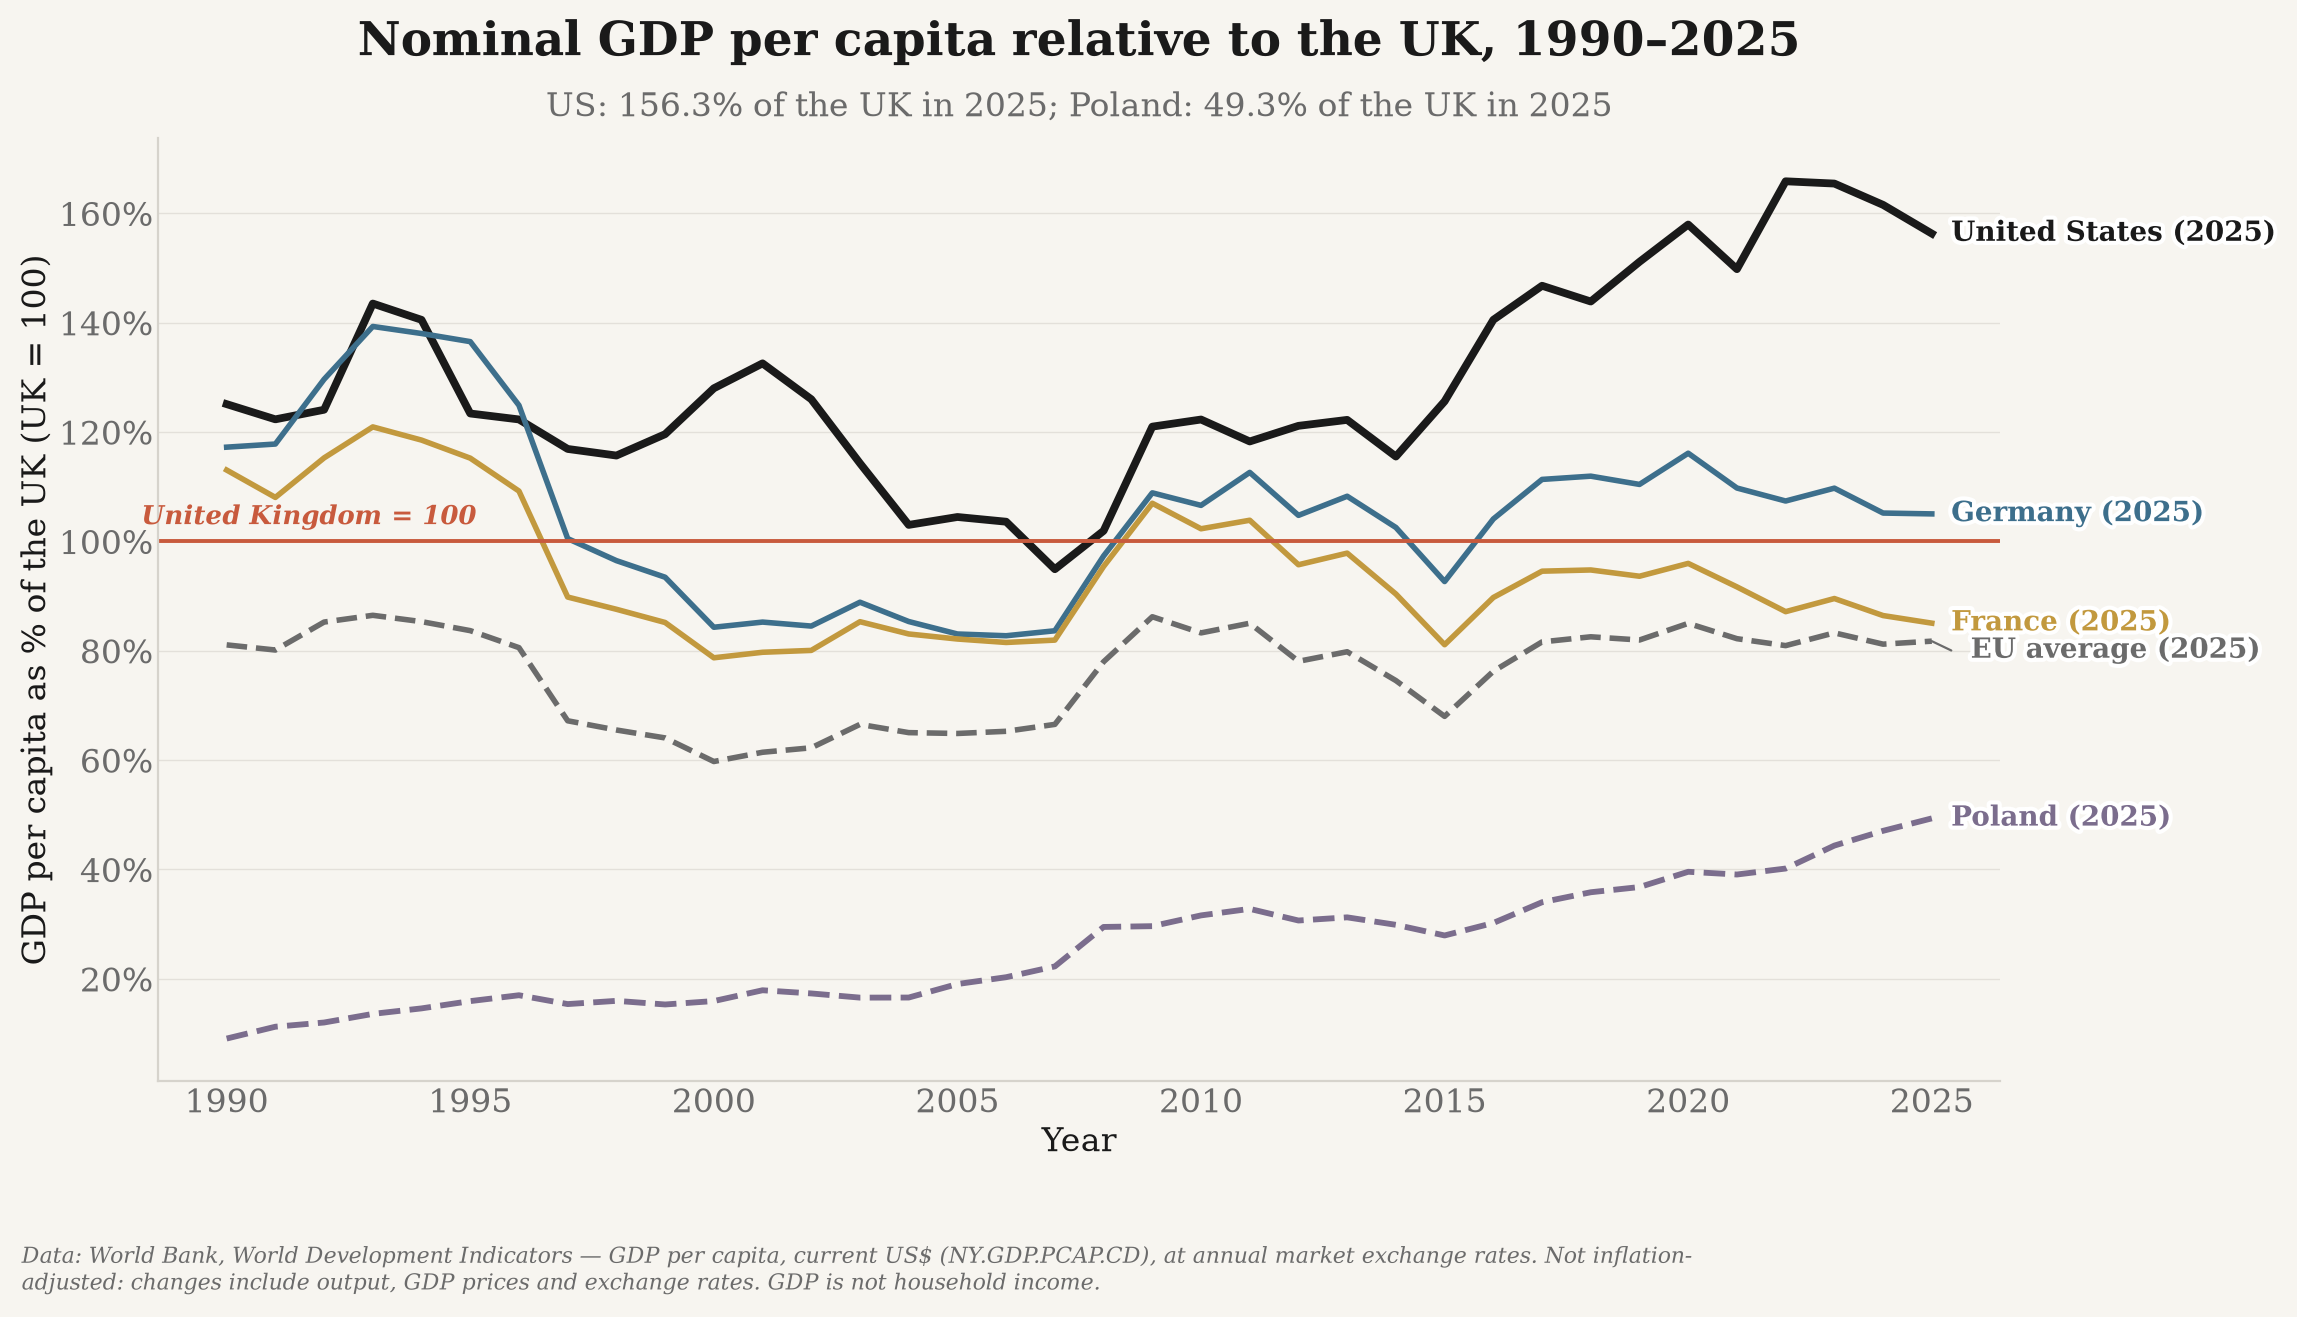 Nominal GDP per capita relative to the UK, 1990–2025
US: 156.3% of the UK in 2025; Poland: 49.3% of the UK in 2025
GDP per capita as % of the UK (UK = 100)
160%
140%
120%
100%
80%
60%
40%
20%
United Kingdom = 100
United States (2025)
Germany (2025)
France (2025)
EU average (2025)
Poland (2025)
1990 1995 2000 2005 2010 2015 2020 2025
Year
Data: World Bank, World Development Indicators — GDP per capita, current US$ (NY.GDP.PCAP.CD), at annual market exchange rates. Not inflation-
adjusted: changes include output, GDP prices and exchange rates. GDP is not household income.